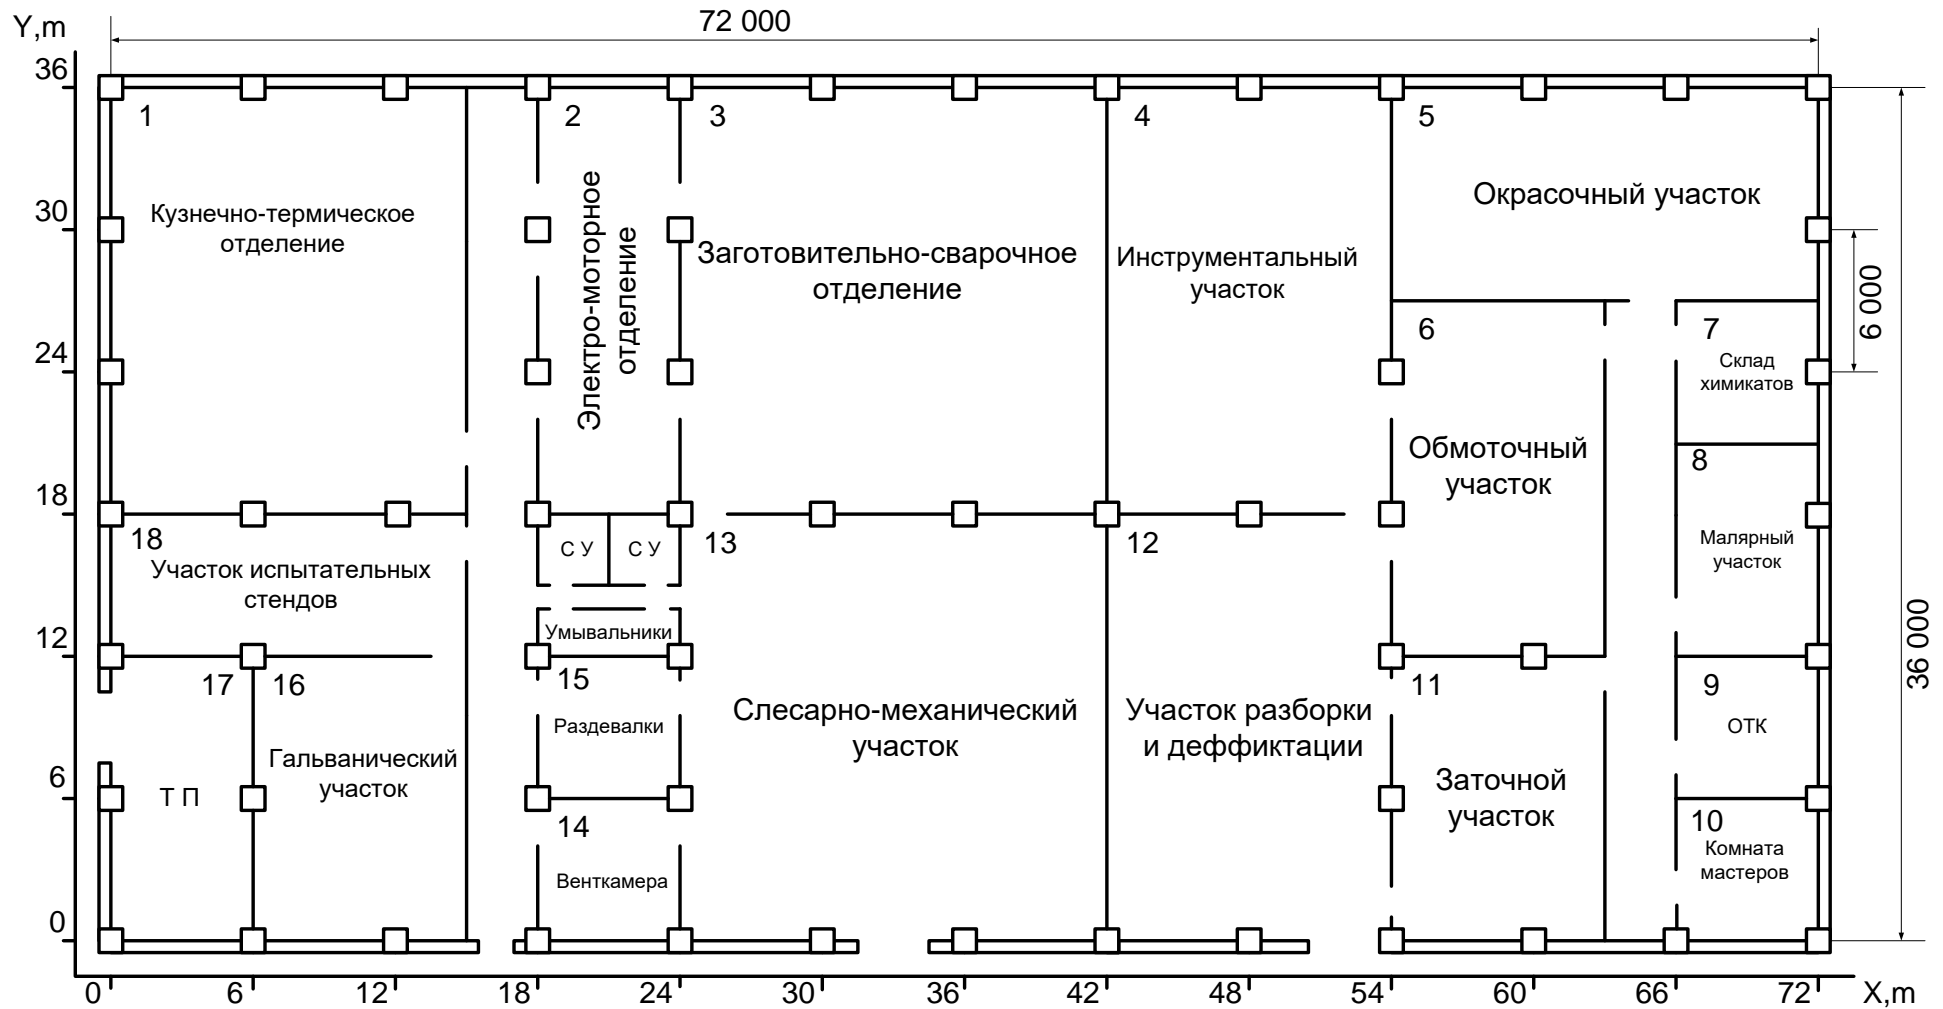 72 000
Y,m
36
1
2
3
4
5
Кузнечно-термическое
отделение
Электро-моторное
отделение
Заготовительно-сварочное
отделение
Инструментальный
участок
Окрасочный участок
30
6 000
24
6
7
Склад
химикатов
Обмоточный
участок
8
Малярный
участок
18
18
Участок испытательных
стендов
С У
С У
13
12
Умывальники
12
17
16
15
11
9
36 000
Гальванический
участок
Раздевалки
Слесарно-механический
участок
Участок разборки
и деффиктации
ОТК
6
Т П
Заточной
участок
14
10
Комната
мастеров
Венткамера
0
0
6
12
18
24
30
36
42
48
54
60
66
72
X,m